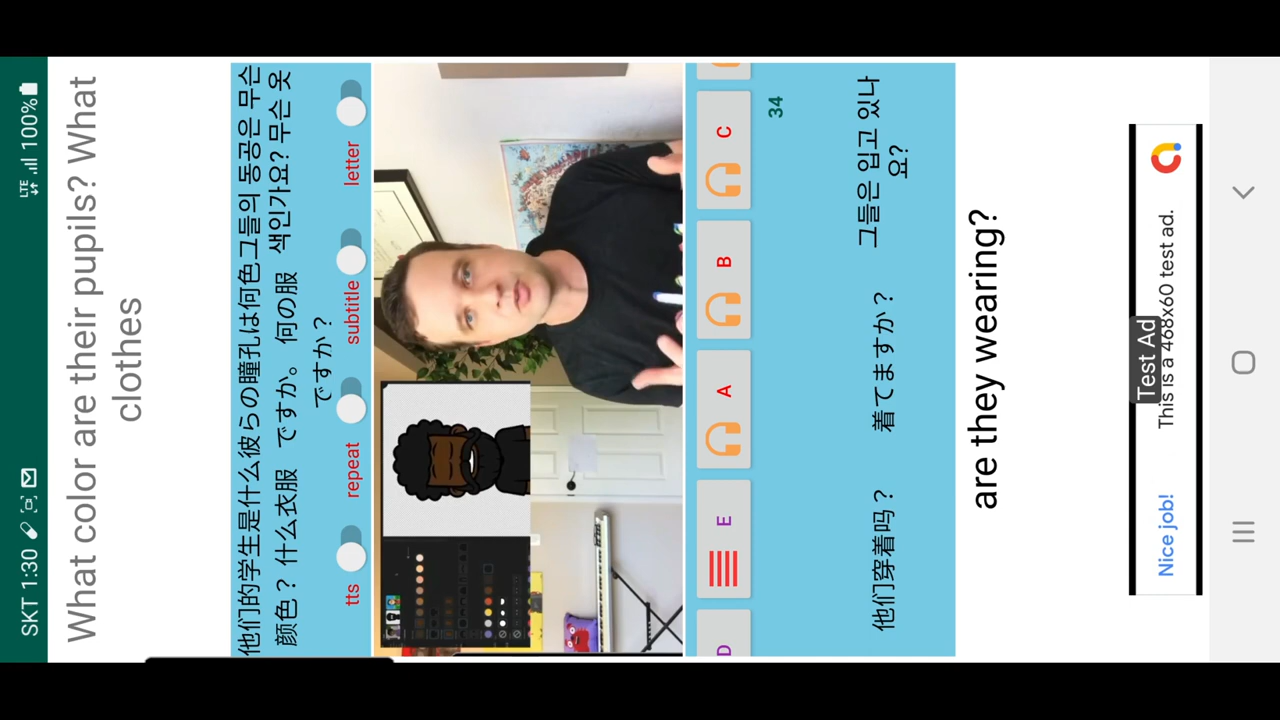 SKT 1:30
LTE
100%
What color are their pupils? What
clothes
他们的学生是什么
颜色？什么衣服
彼らの瞳孔は何色
ですか。 何の服
ですか？
그들의 동공은 무슨
색인가요? 무슨 옷
tts
repeat
subtitle
letter
D
E
A
B
C
34
他们穿着吗？
着てますか？
그들은 입고 있나
요?
are they wearing?
Test Ad
Nice job!
This is a 468x60 test ad.